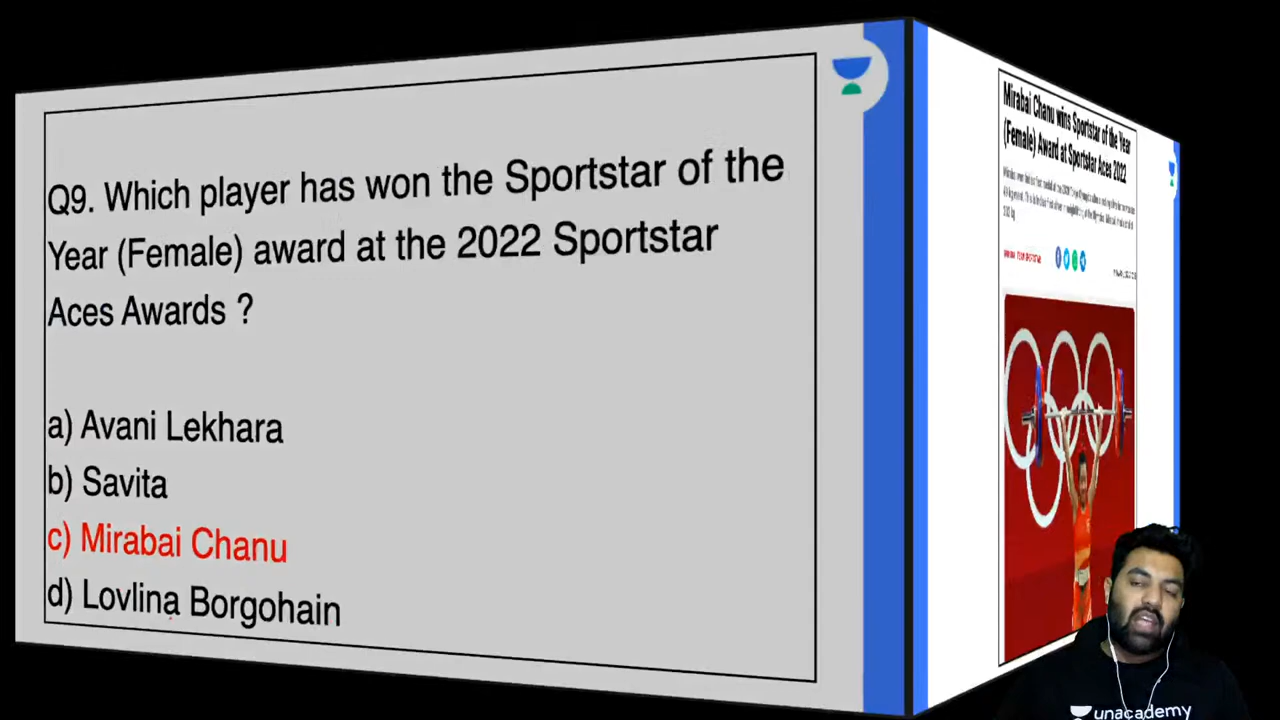 Q9. Which player has won the Sportstar of the
Year (Female) award at the 2022 Sportstar
Aces Awards ?
a) Avani Lekhara
b) Savita
c) Mirabai Chanu
d) Lovlina Borgohain
Mirabai Chanu wins Sportstar of the Year
(Female) Award at Sportstar Aces 2022
unacademy